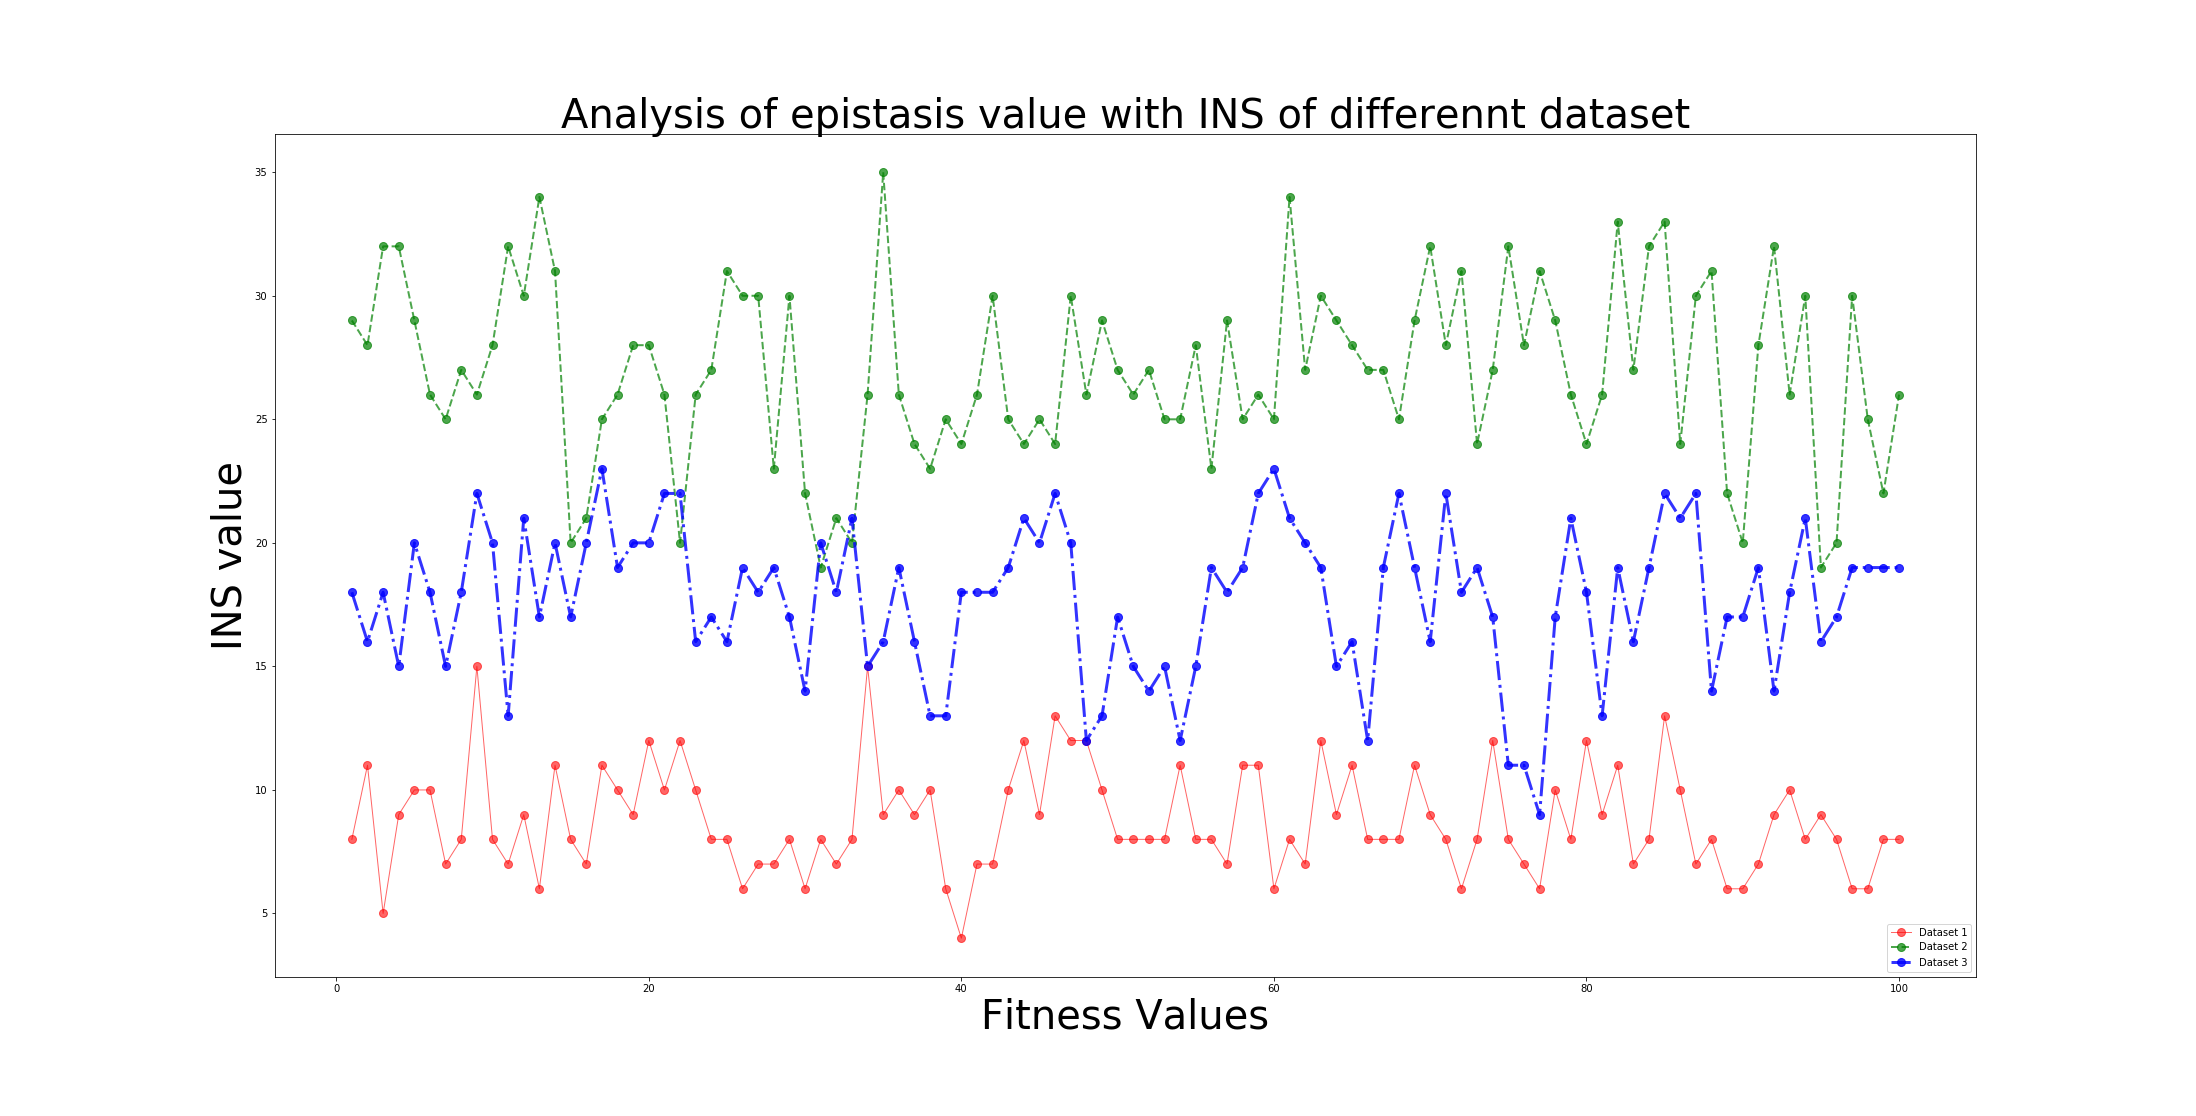 Analysis of epistasis value with INS of differennt dataset
35
30
25
20
15
10
5
INS value
0
20
40
60
80
100
Fitness Values
Dataset 1
Dataset 2
Dataset 3